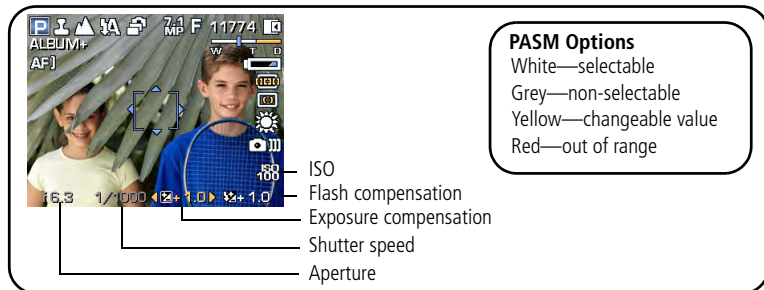 P 7.1 MP F 11774
W T D
ALBUM+
AF]
ISO 100
f 6.3 1/1000 + 1.0 + 1.0
PASM Options
White—selectable
Grey—non-selectable
Yellow—changeable value
Red—out of range
ISO
Flash compensation
Exposure compensation
Shutter speed
Aperture